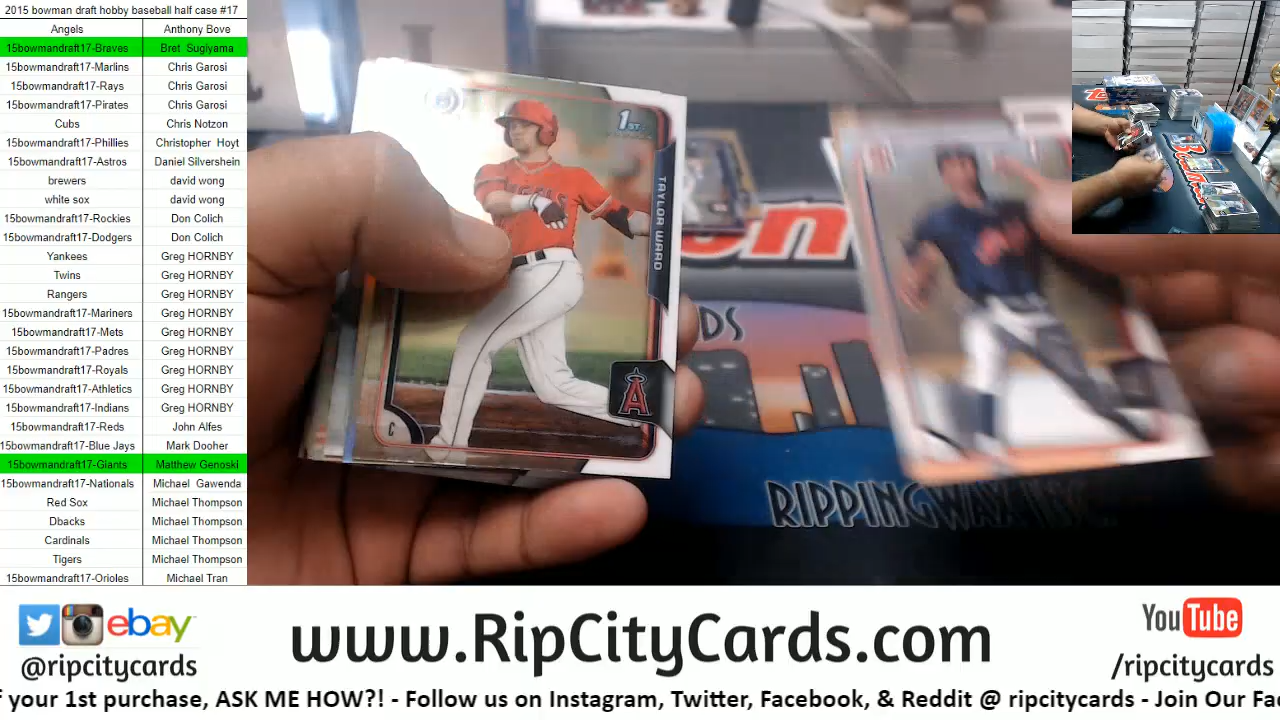 2015 bowman draft hobby baseball half case #17
Angels Anthony Bove
15bowmandraft17-Braves Bret Sugiyama
15bowmandraft17-Marlins Chris Garosi
15bowmandraft17-Rays Chris Garosi
15bowmandraft17-Pirates Chris Garosi
Cubs Chris Notzon
15bowmandraft17-Phillies Christopher Hoyt
15bowmandraft17-Astros Daniel Silvershein
brewers david wong
white sox david wong
15bowmandraft17-Rockies Don Colich
15bowmandraft17-Dodgers Don Colich
Yankees Greg HORNBY
Twins Greg HORNBY
Rangers Greg HORNBY
15bowmandraft17-Mariners Greg HORNBY
15bowmandraft17-Mets Greg HORNBY
15bowmandraft17-Padres Greg HORNBY
15bowmandraft17-Royals Greg HORNBY
15bowmandraft17-Athletics Greg HORNBY
15bowmandraft17-Indians Greg HORNBY
15bowmandraft17-Reds John Alfes
15bowmandraft17-Blue Jays Mark Dooher
15bowmandraft17-Giants Matthew Genoski
15bowmandraft17-Nationals Michael Gawenda
Red Sox Michael Thompson
Dbacks Michael Thompson
Cardinals Michael Thompson
Tigers Michael Thompson
15bowmandraft17-Orioles Michael Tran
1ST
TAYLOR WARD
ANGELS
A
C
on
DS
RIPPINGWAX INC.
ebay
@ripcitycards
www.RipCityCards.com
YouTube
/ripcitycards
f your 1st purchase, ASK ME HOW?! - Follow us on Instagram, Twitter, Facebook, & Reddit @ ripcitycards - Join Our Fa